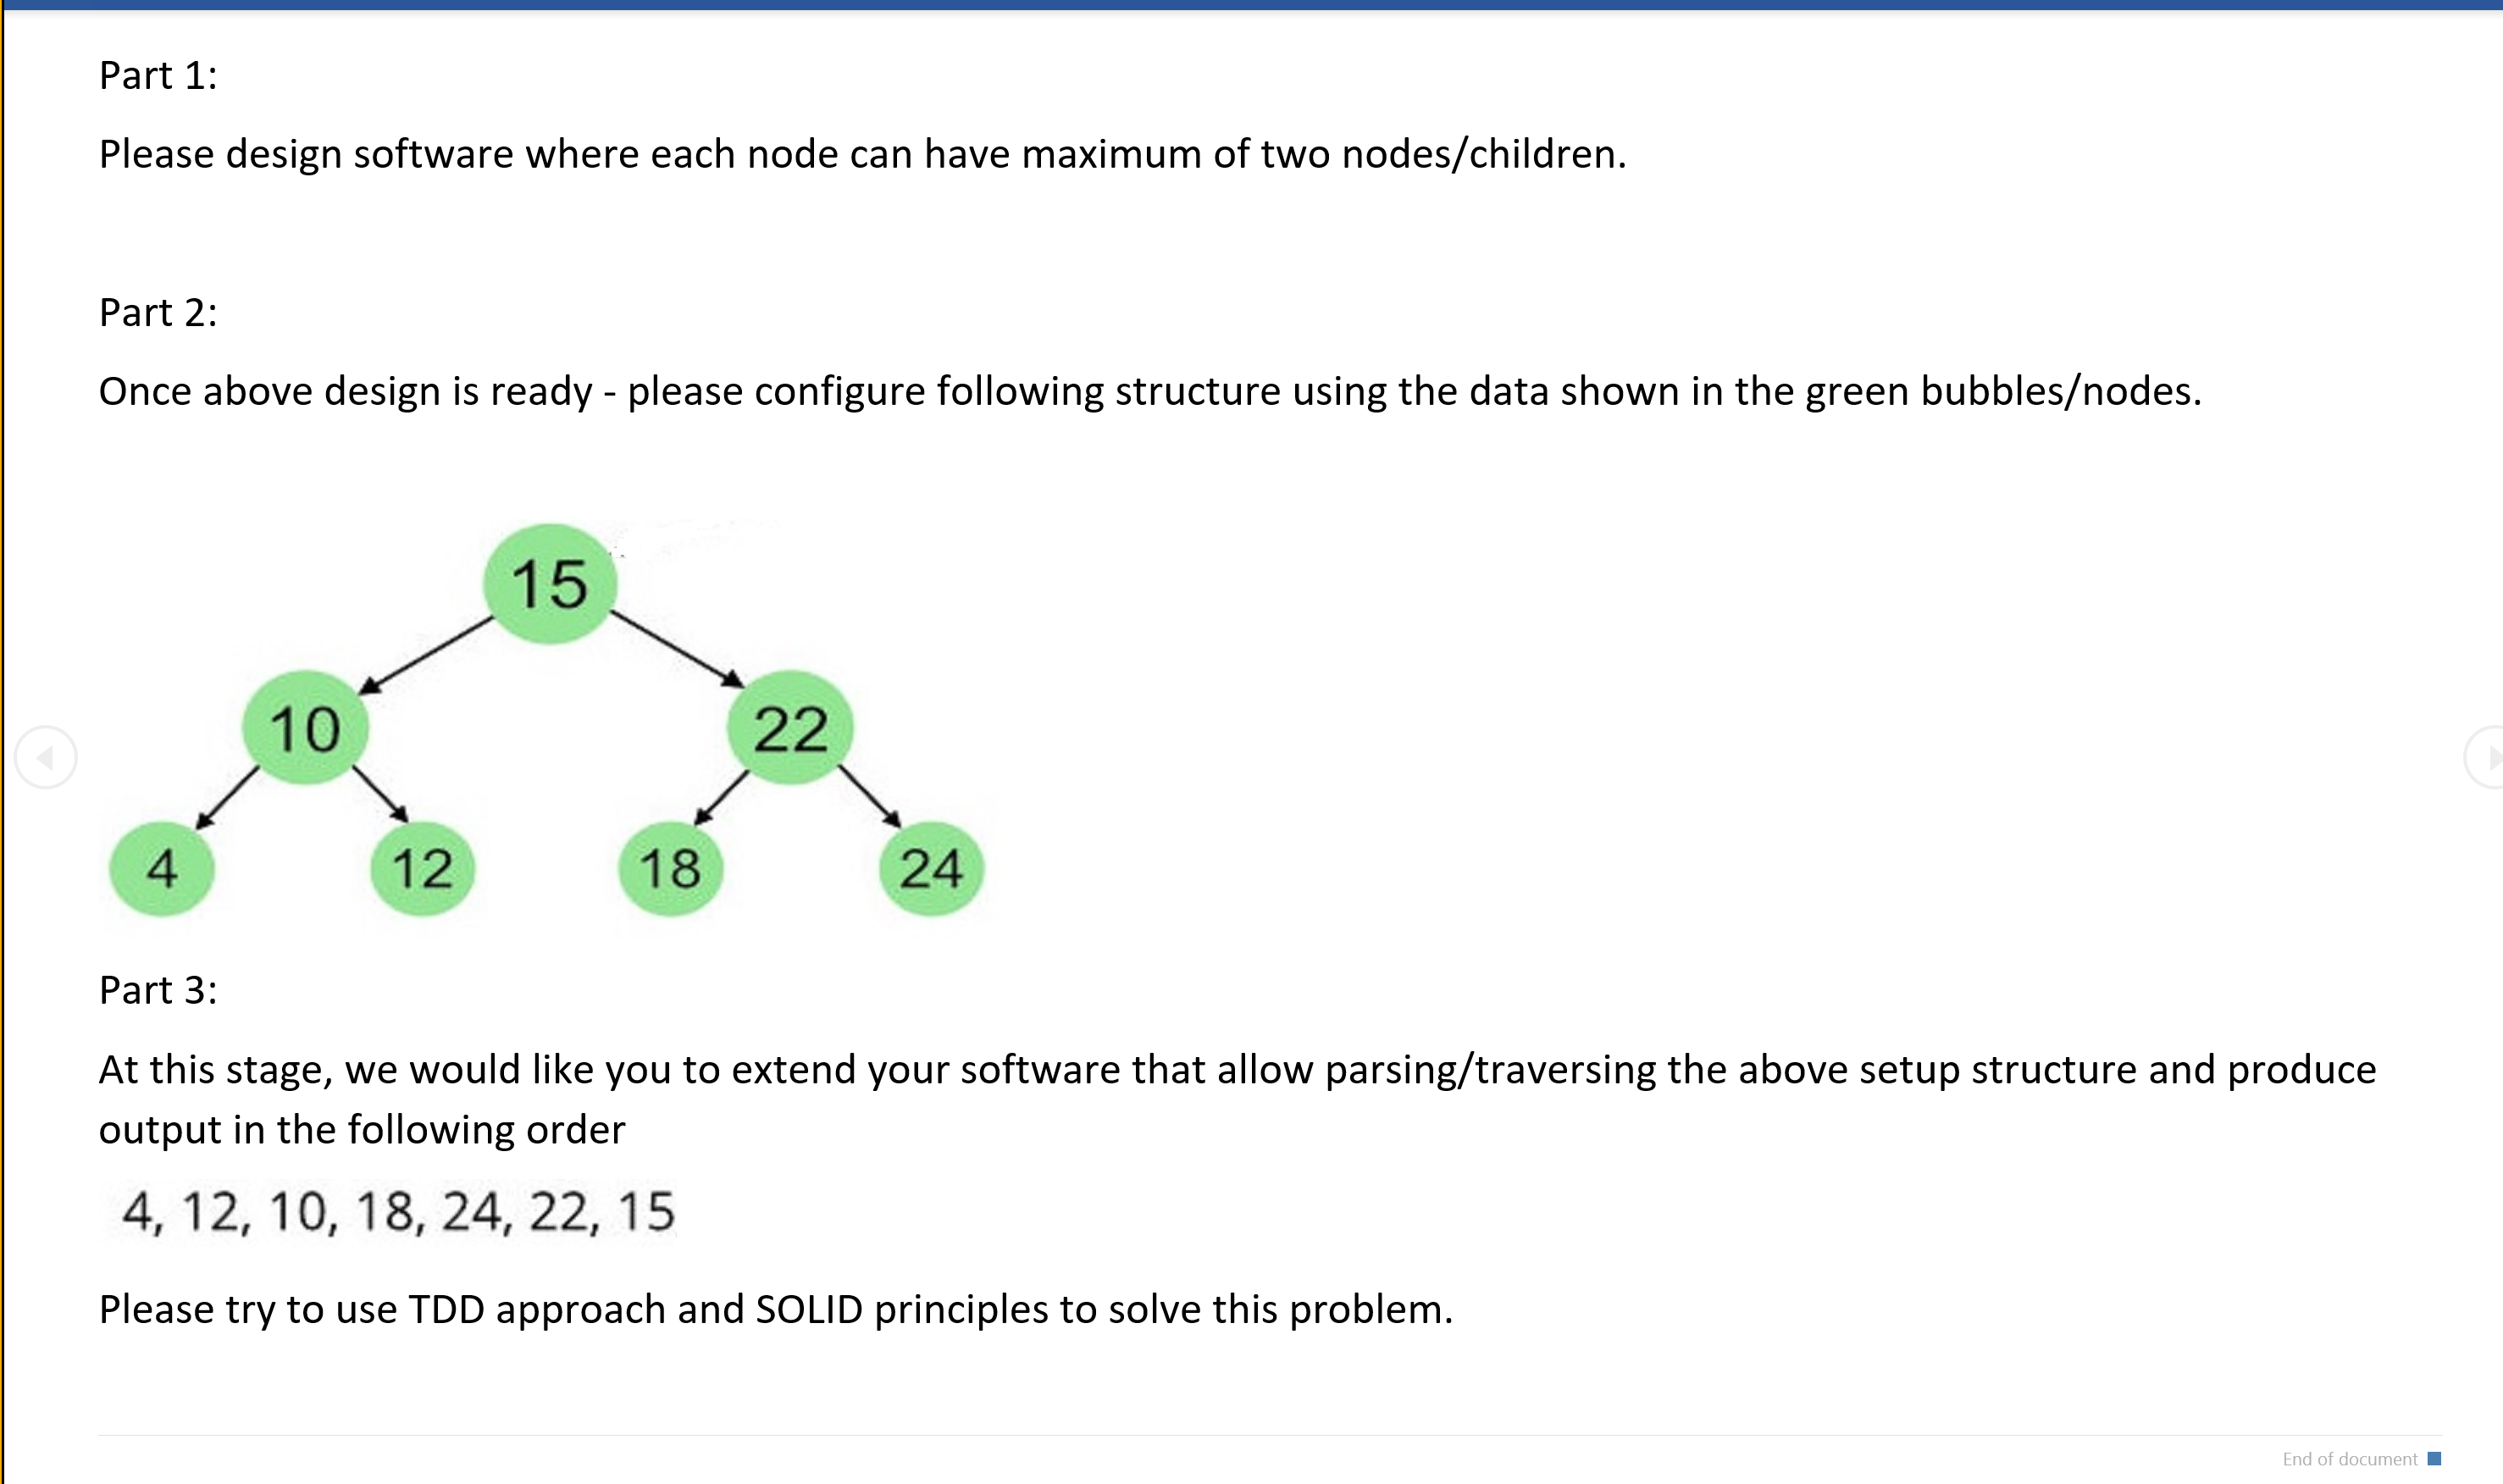 Part 1:
Please design software where each node can have maximum of two nodes/children.
Part 2:
Once above design is ready - please configure following structure using the data shown in the green bubbles/nodes.
15
10 22
4 12 18 24
Part 3:
At this stage, we would like you to extend your software that allow parsing/traversing the above setup structure and produce
output in the following order
4, 12, 10, 18, 24, 22, 15
Please try to use TDD approach and SOLID principles to solve this problem.
End of document